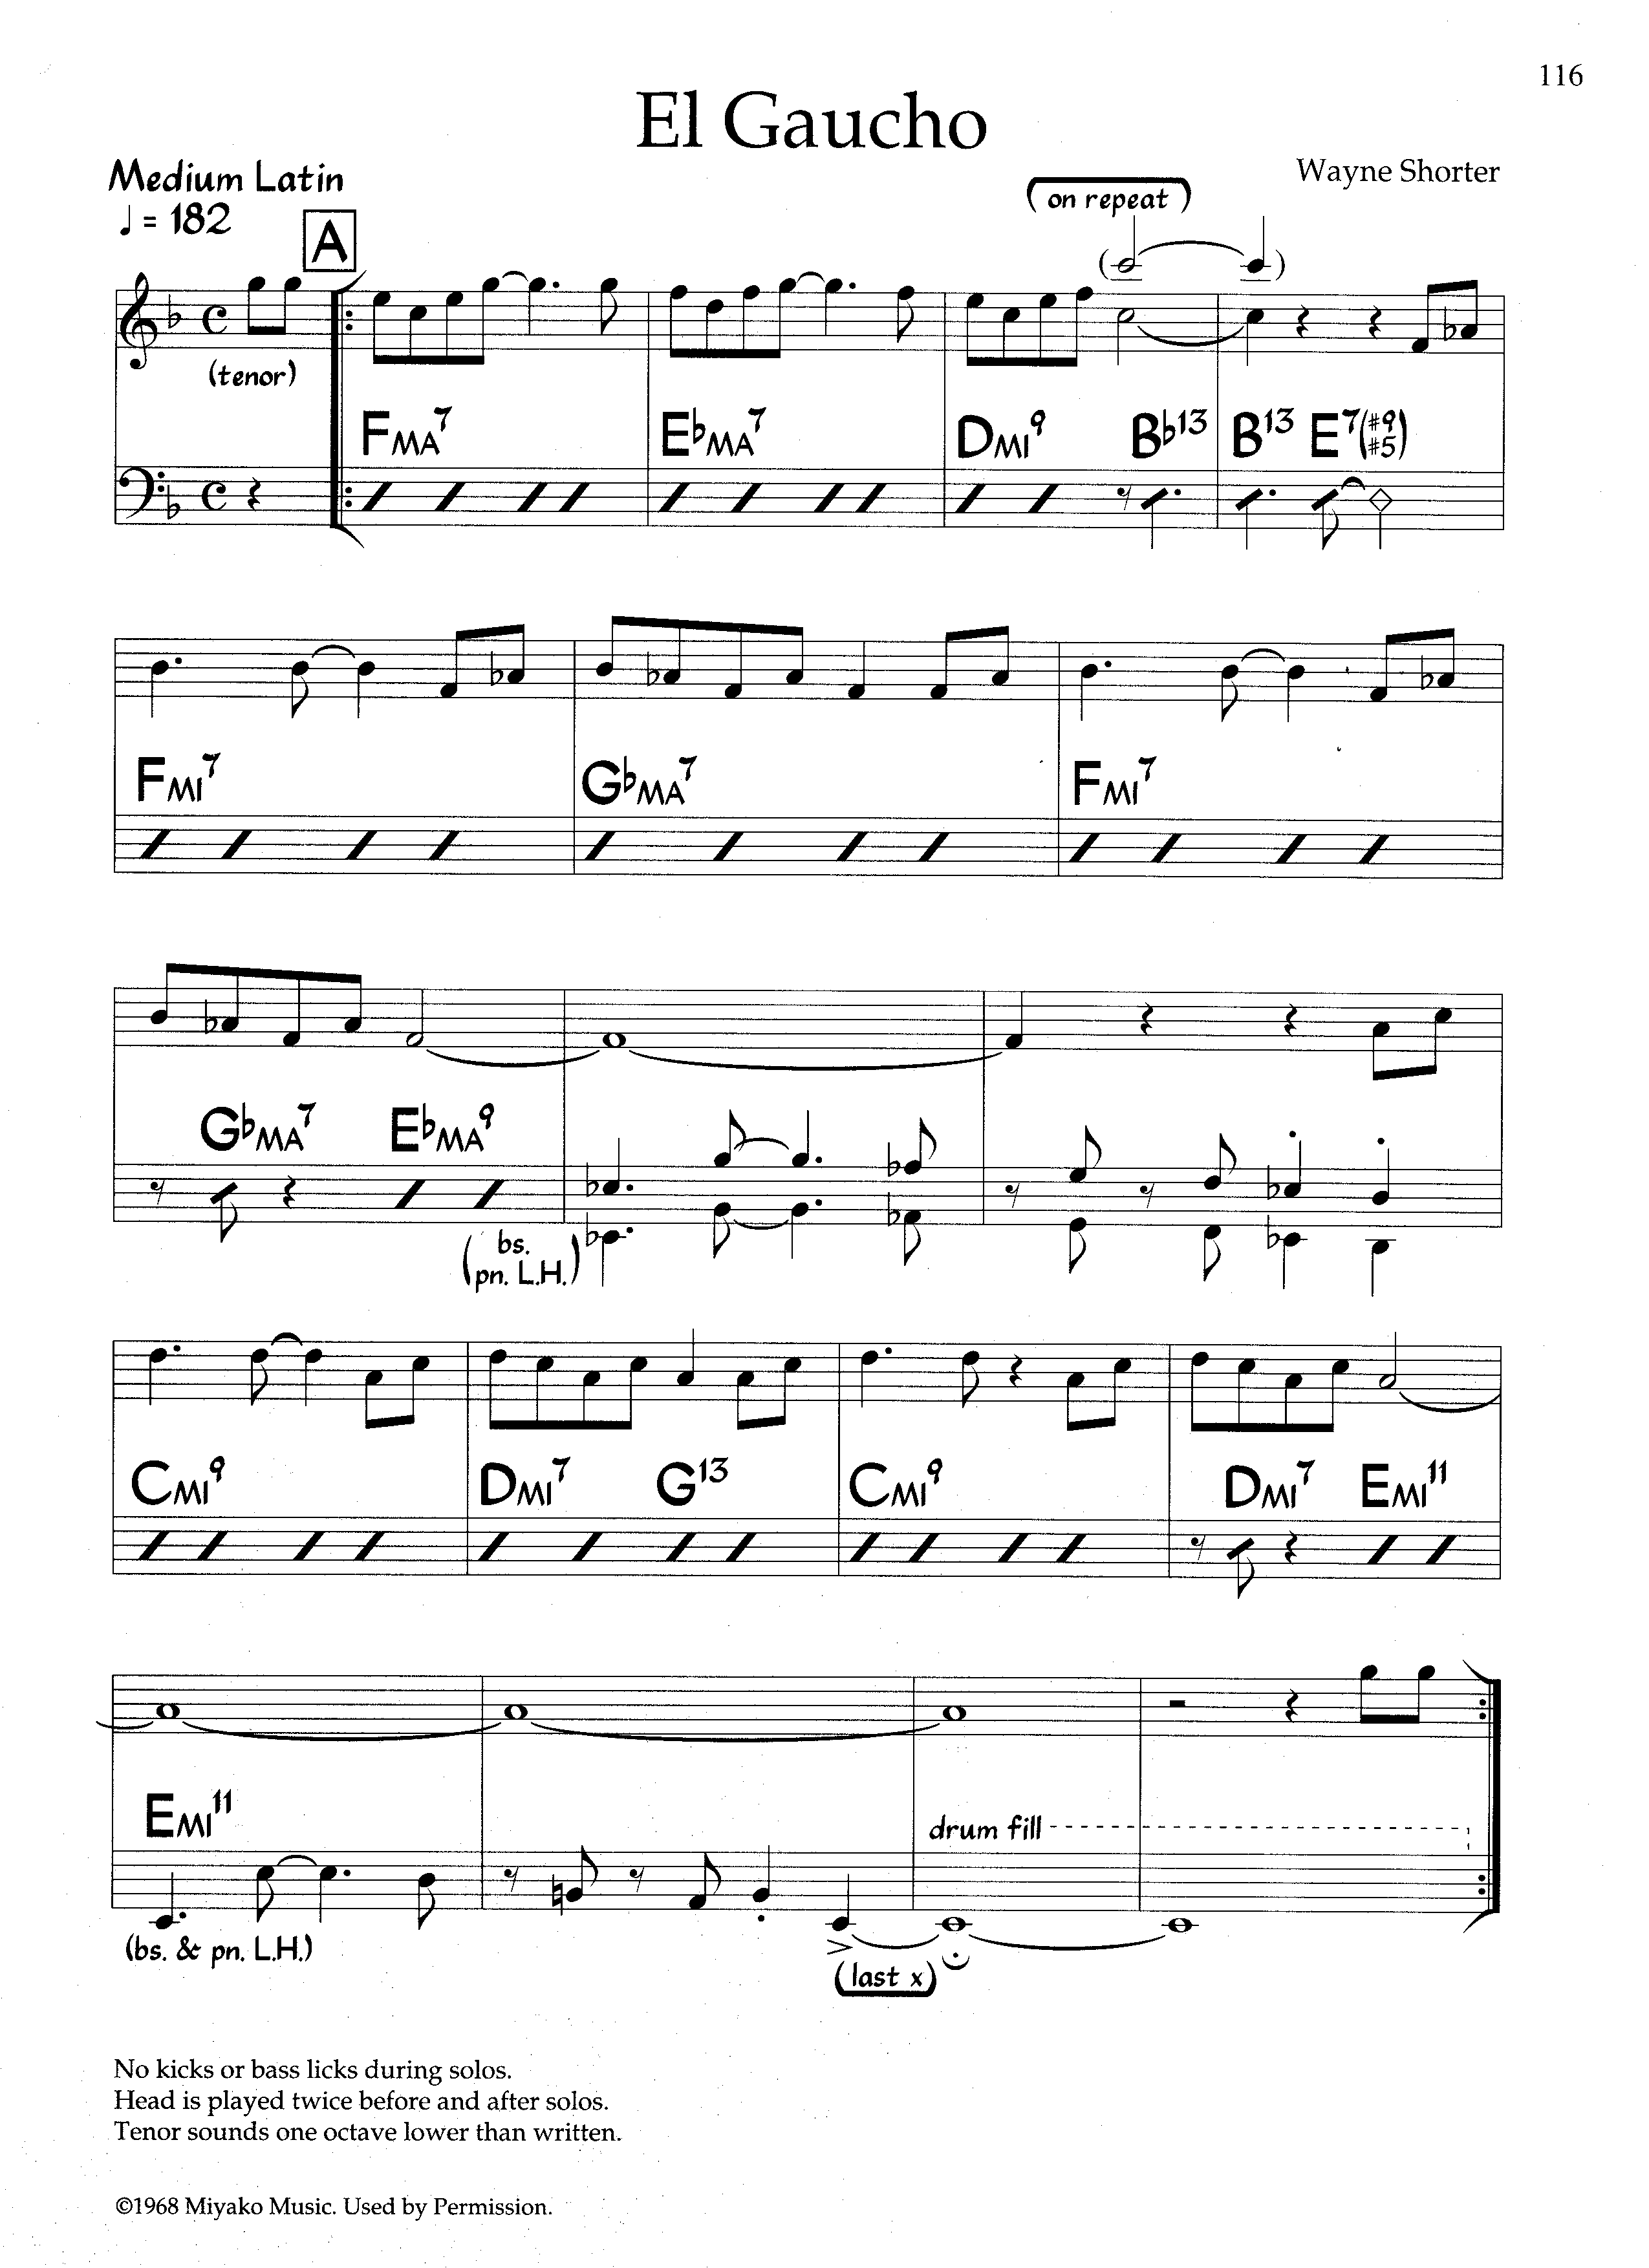 116
El Gaucho
Medium Latin
Wayne Shorter
♩ = 182
A
(on repeat)
(tenor)
FMA7 E♭MA7 DMI9 B♭13 B13 E7(#9 #5)
FMI7 G♭MA7 FMI7
G♭MA7 E♭MA9
(bs. pn. L.H.)
CMI9 DMI7 G13 CMI9 DMI7 EMI11
EMI11
drum fill
(bs. & pn. L.H.)
(last x)
No kicks or bass licks during solos.
Head is played twice before and after solos.
Tenor sounds one octave lower than written.
©1968 Miyako Music. Used by Permission.